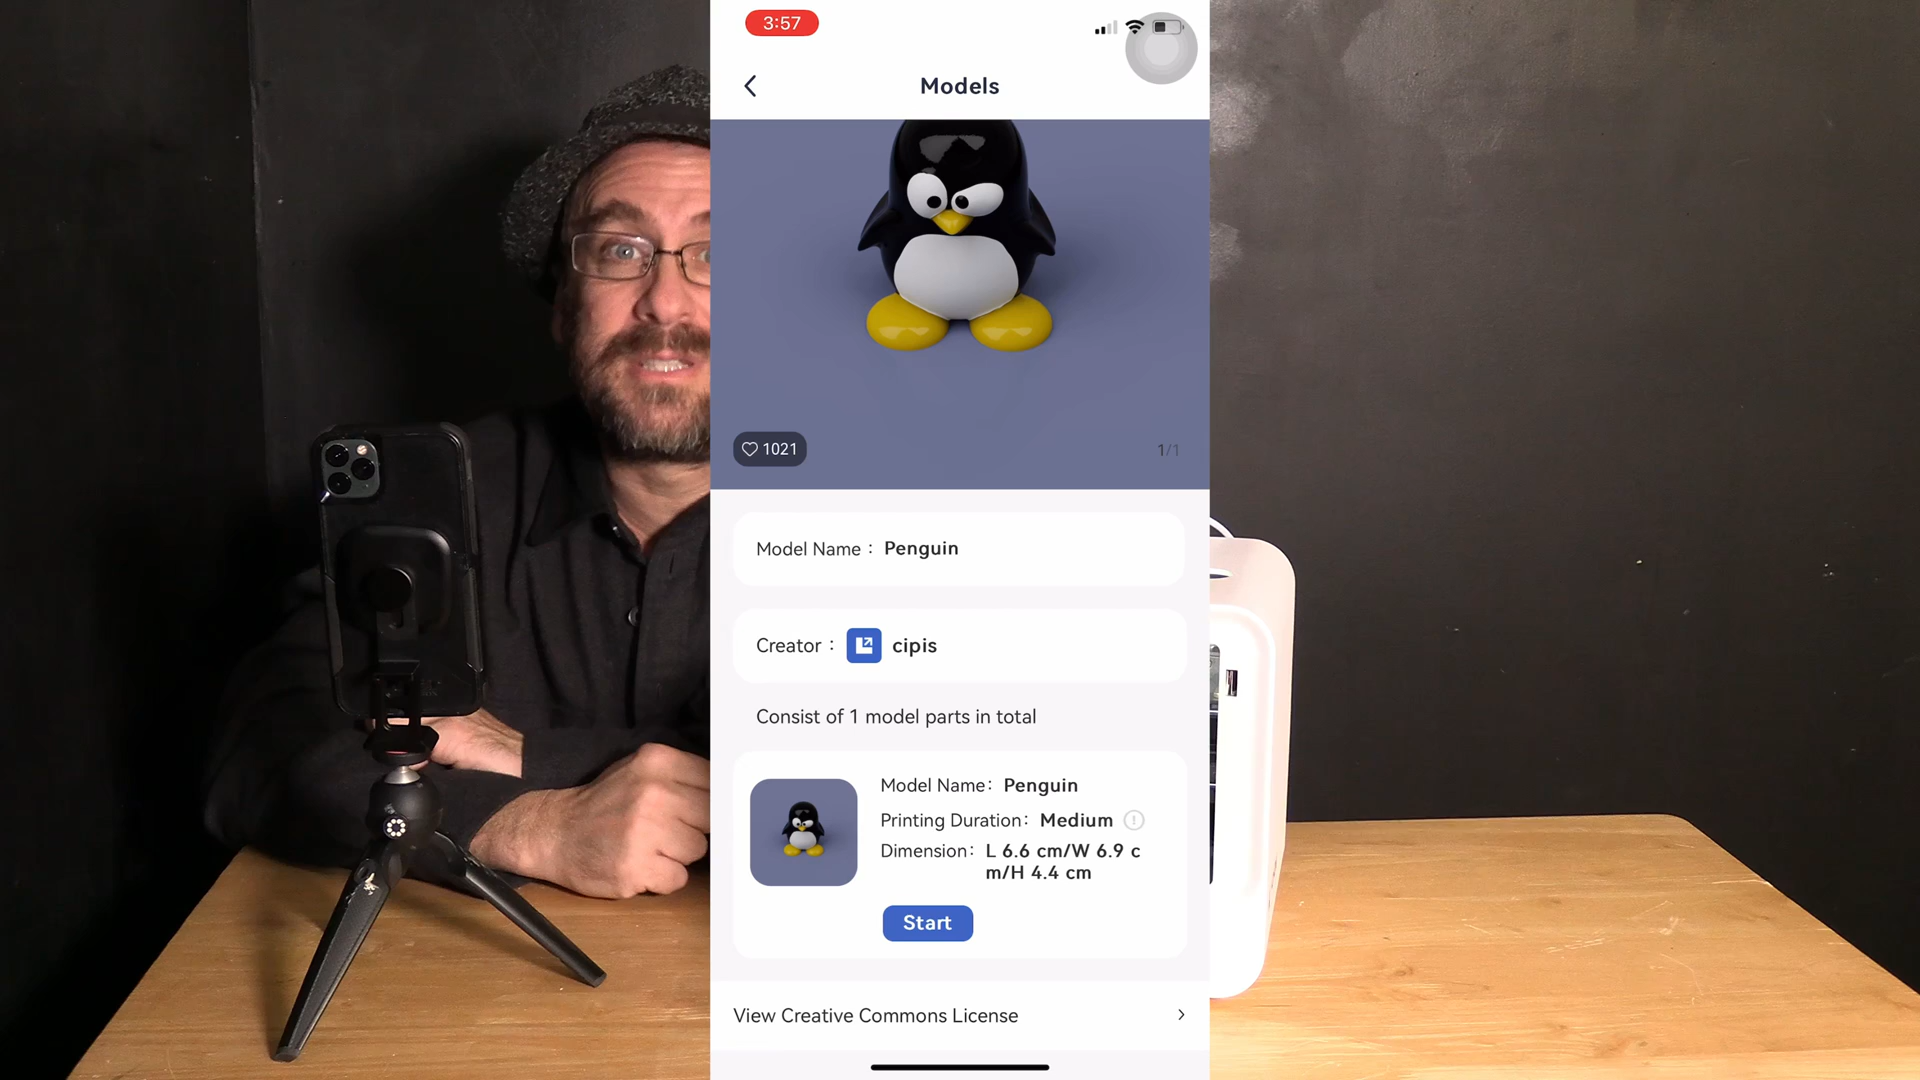 3:57
Models
1021
1/1
Model Name : Penguin
Creator : cipis
Consist of 1 model parts in total
Model Name: Penguin
Printing Duration: Medium
Dimension: L 6.6 cm/W 6.9 c
m/H 4.4 cm
Start
View Creative Commons License